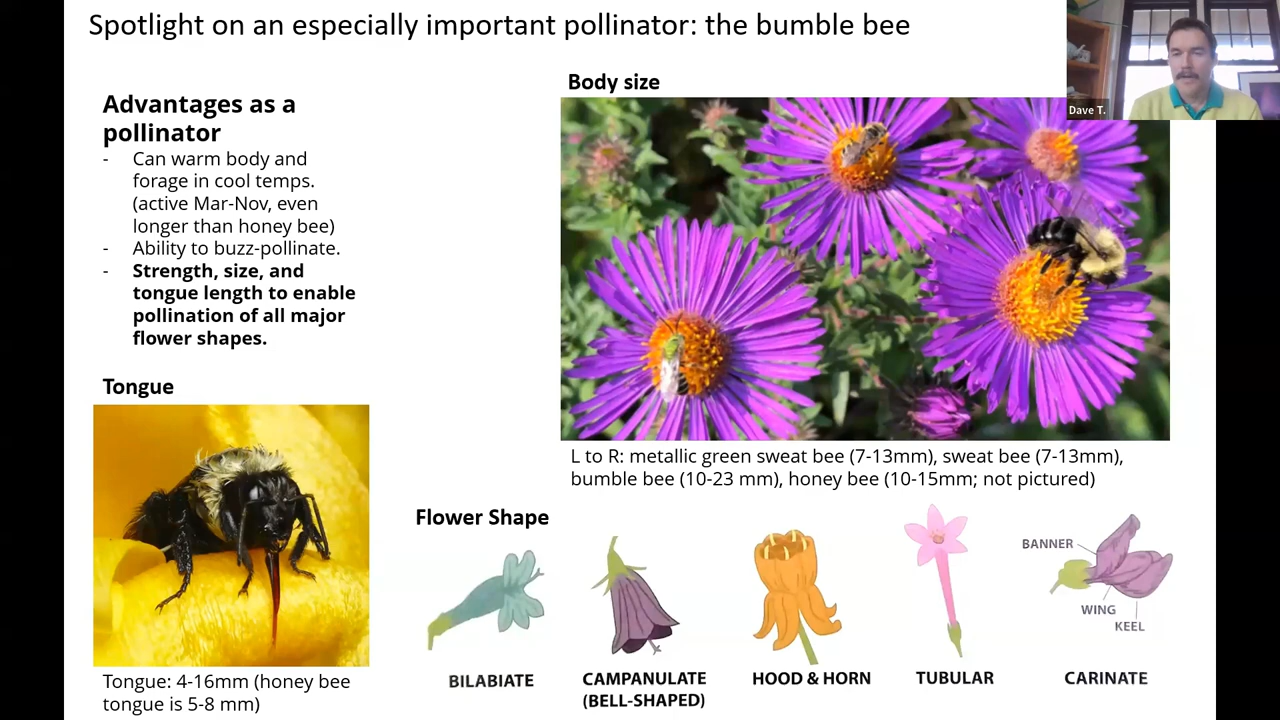 Spotlight on an especially important pollinator: the bumble bee
Dave T.
Advantages as a
pollinator
- Can warm body and
forage in cool temps.
(active Mar-Nov, even
longer than honey bee)
- Ability to buzz-pollinate.
- Strength, size, and
tongue length to enable
pollination of all major
flower shapes.
Body size
L to R: metallic green sweat bee (7-13mm), sweat bee (7-13mm),
bumble bee (10-23 mm), honey bee (10-15mm; not pictured)
Tongue
Tongue: 4-16mm (honey bee
tongue is 5-8 mm)
Flower Shape
BILABIATE
CAMPANULATE
(BELL-SHAPED)
HOOD & HORN
TUBULAR
BANNER
WING
KEEL
CARINATE